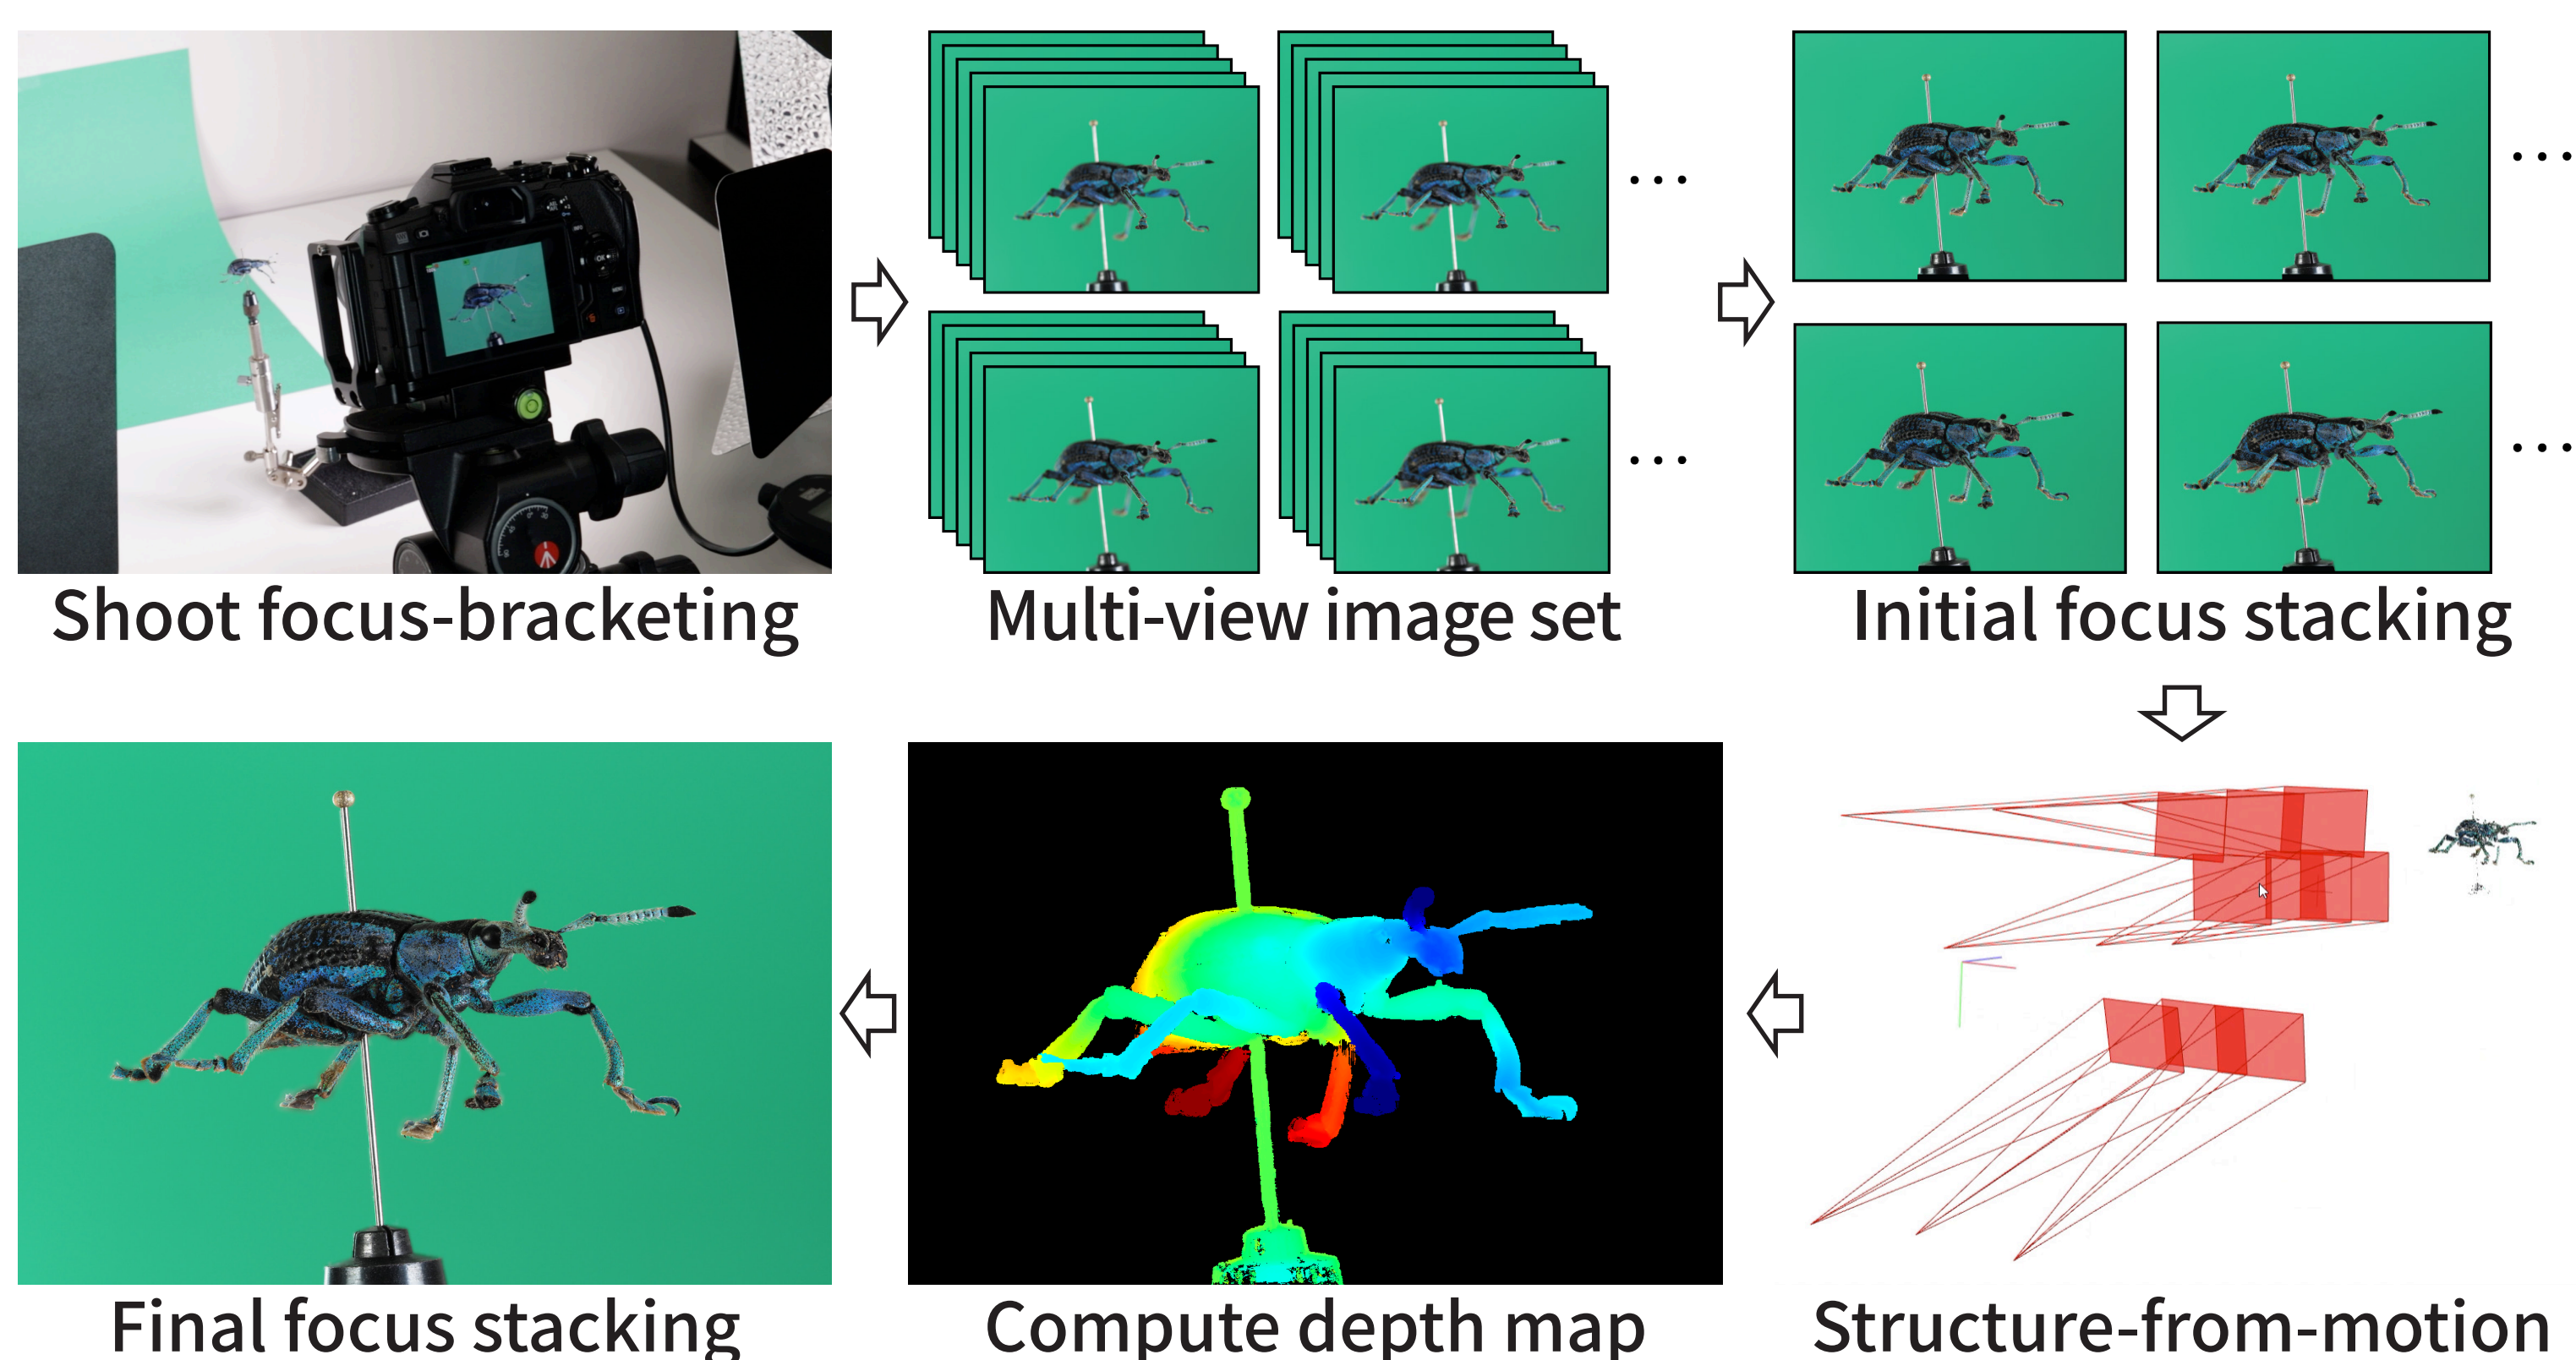 Shoot focus-bracketing
Multi-view image set
Initial focus stacking
Final focus stacking
Compute depth map
Structure-from-motion